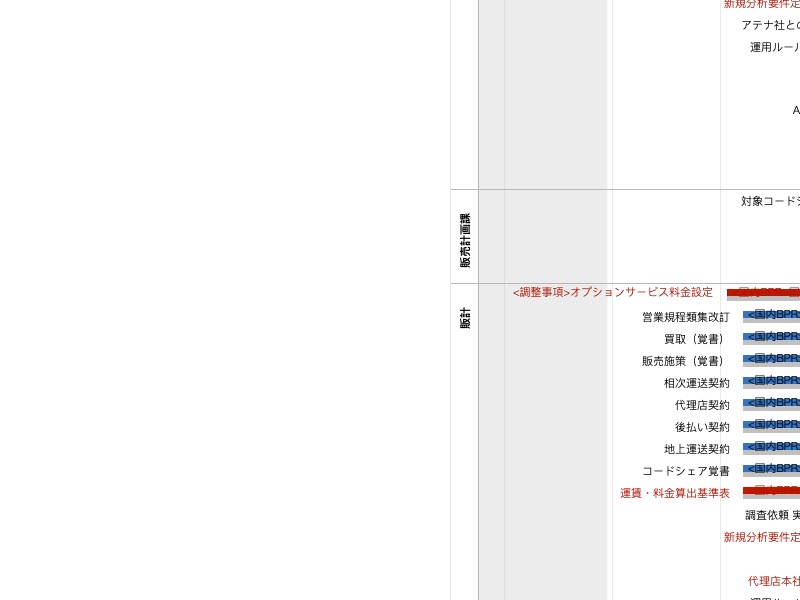 新規分析要件定
アテナ社との
運用ルール
A
対象コードシ
販売計画課
<調整事項>オプションサービス料金設定
販計
営業規程類集改訂 <国内BPR>
買取（覚書） <国内BPR>
販売施策（覚書） <国内BPR>
相次運送契約 <国内BPR>
代理店契約 <国内BPR>
後払い契約 <国内BPR>
地上運送契約 <国内BPR>
コードシェア覚書 <国内BPR>
運賃・料金算出基準表
調査依頼 実
新規分析要件定
代理店本社